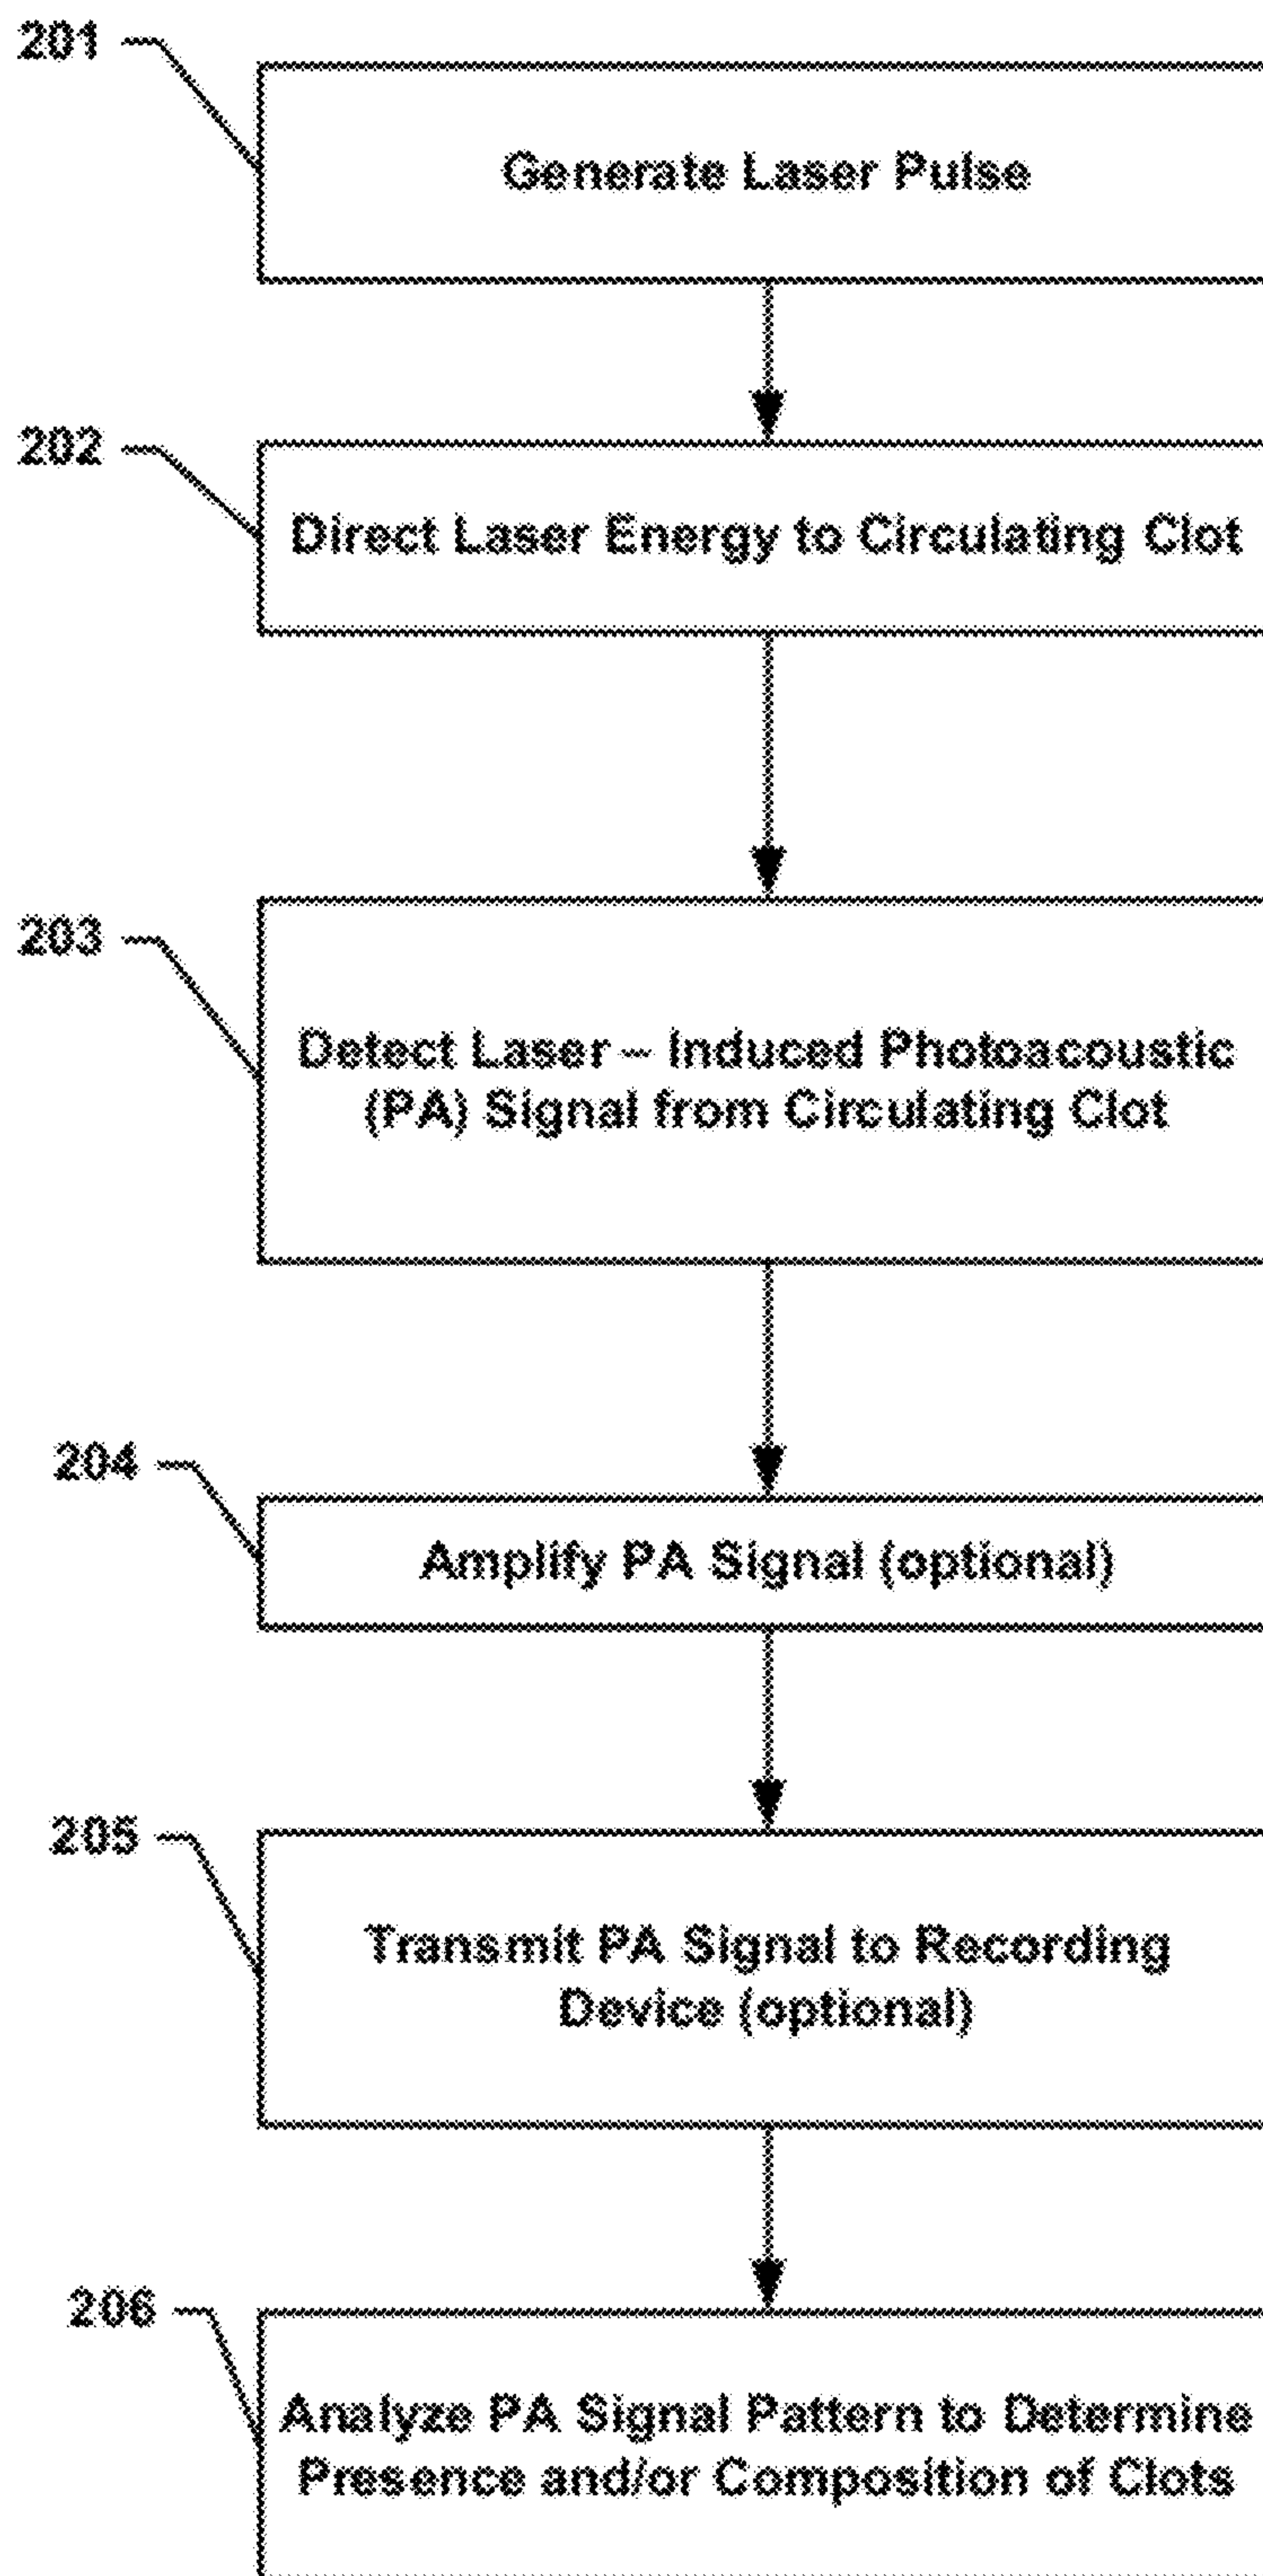 201
Generate Laser Pulse
202
Direct Laser Energy to Circulating Clot
203
Detect Laser – Induced Photoacoustic
(PA) Signal from Circulating Clot
204
Amplify PA Signal (optional)
205
Transmit PA Signal to Recording
Device (optional)
206
Analyze PA Signal Pattern to Determine
Presence and/or Composition of Clots